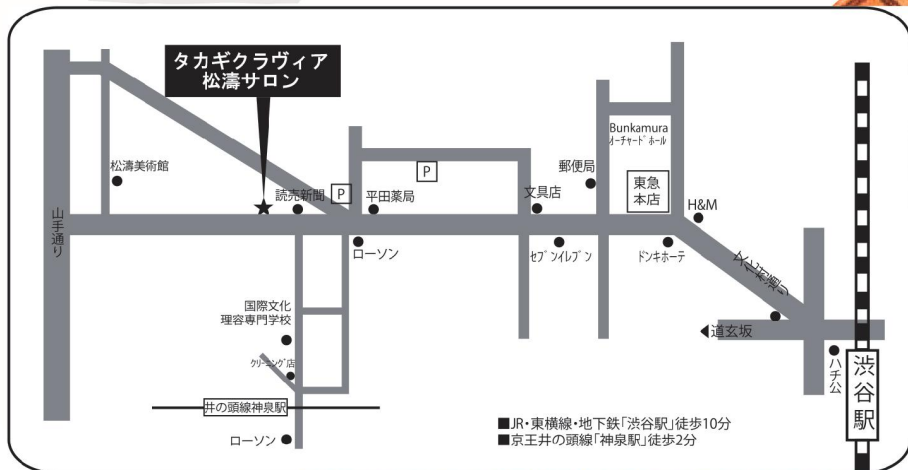 タカギクラヴィア
松濤サロン
松濤美術館
山手通り
読売新聞
P
平田薬局
P
文具店
郵便局
Bunkamura
オーチャードホール
東急
本店
H&M
ローソン
セブンイレブン
ドンキホーテ
文化村通り
◀道玄坂
ハチ公
渋谷駅
国際文化
理容専門学校
クリーニング店
井の頭線神泉駅
ローソン
■JR・東横線・地下鉄「渋谷駅」徒歩10分
■京王井の頭線「神泉駅」徒歩2分